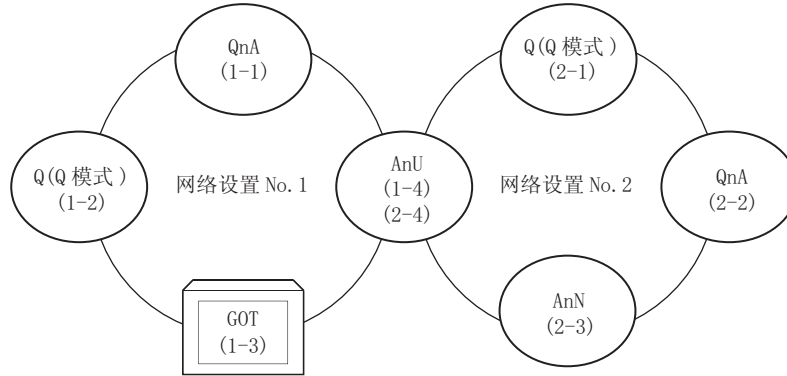 QnA
(1-1)
Q(Q 模式)
(2-1)
Q(Q 模式)
(1-2)
网络设置 No.1
AnU
(1-4)
(2-4)
网络设置 No.2
QnA
(2-2)
GOT
(1-3)
AnN
(2-3)